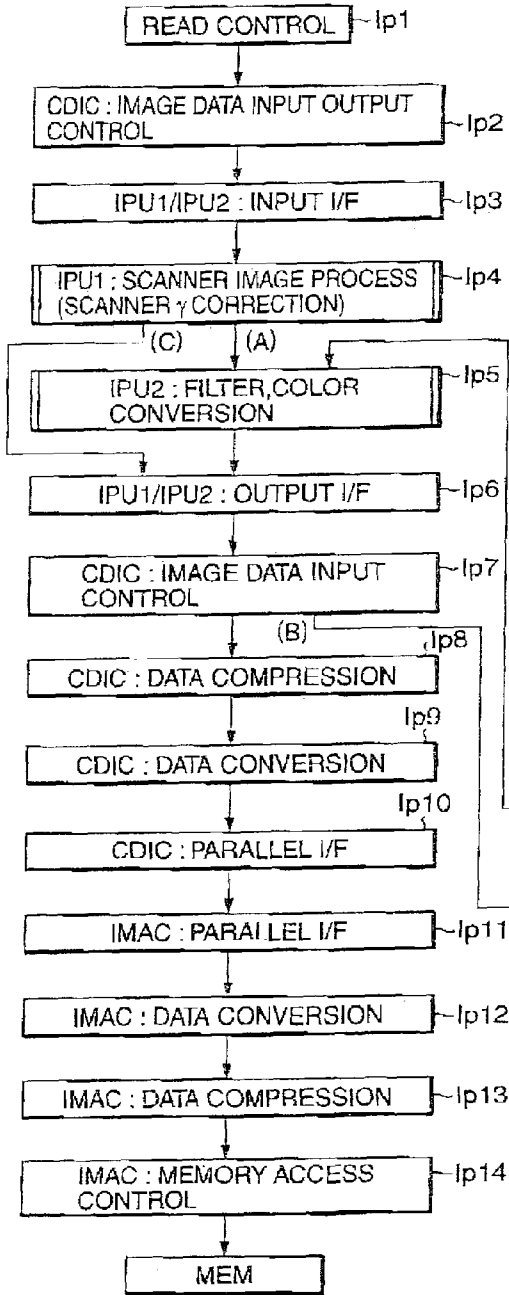 READ CONTROL
Ip1
CDIC : IMAGE DATA INPUT OUTPUT
CONTROL
Ip2
IPU1/IPU2 : INPUT I/F
Ip3
IPU1 : SCANNER IMAGE PROCESS
(SCANNER γ CORRECTION)
Ip4
(C)
(A)
IPU2 : FILTER,COLOR
CONVERSION
Ip5
IPU1/IPU2 : OUTPUT I/F
Ip6
CDIC : IMAGE DATA INPUT
CONTROL
Ip7
(B)
Ip8
CDIC : DATA COMPRESSION
Ip9
CDIC : DATA CONVERSION
Ip10
CDIC : PARALLEL I/F
IMAC : PARALLEL I/F
Ip11
IMAC : DATA CONVERSION
Ip12
IMAC : DATA COMPRESSION
Ip13
IMAC : MEMORY ACCESS
CONTROL
Ip14
MEM